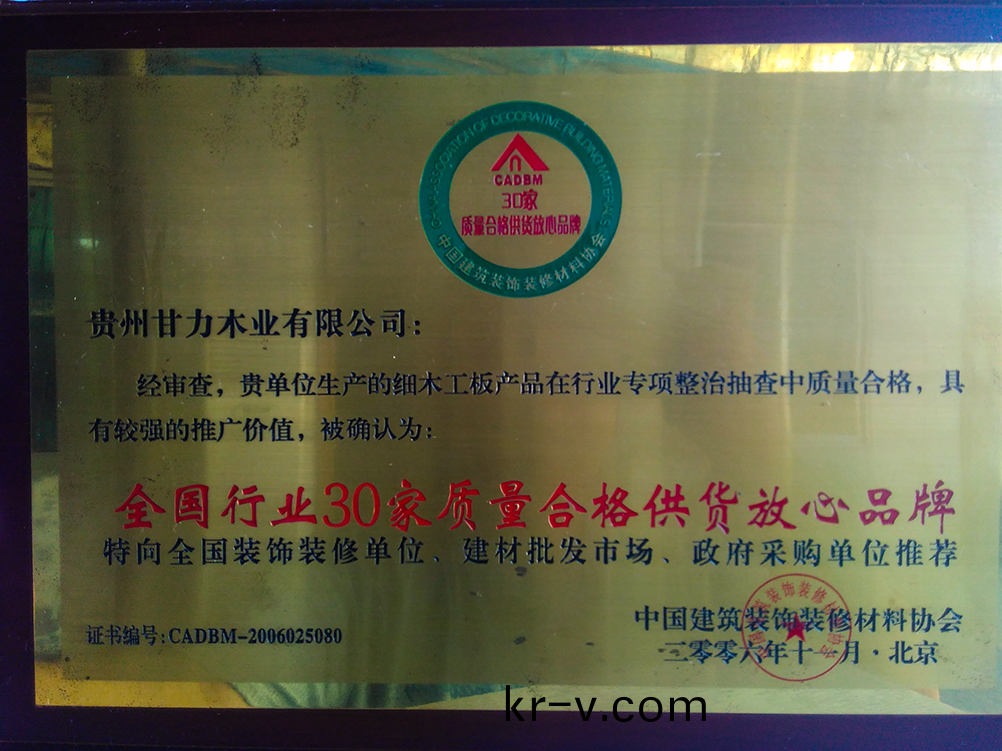 CHINA ASSOCIATION OF DECORATIVE BUILDING MATERIALS
CADBM
30家
质量合格供货放心品牌
中国建筑装饰装修材料协会
贵州甘力木业有限公司：
经审查，贵单位生产的细木工板产品在行业专项整治抽查中质量合格，具
有较强的推广价值，被确认为：
全国行业30家质量合格供货放心品牌
特向全国装饰装修单位、建材批发市场、政府采购单位推荐
中国建筑装饰装修材料协会
证书编号：CADBM-2006025080
二零零六年十一月·北京
kr-v.com